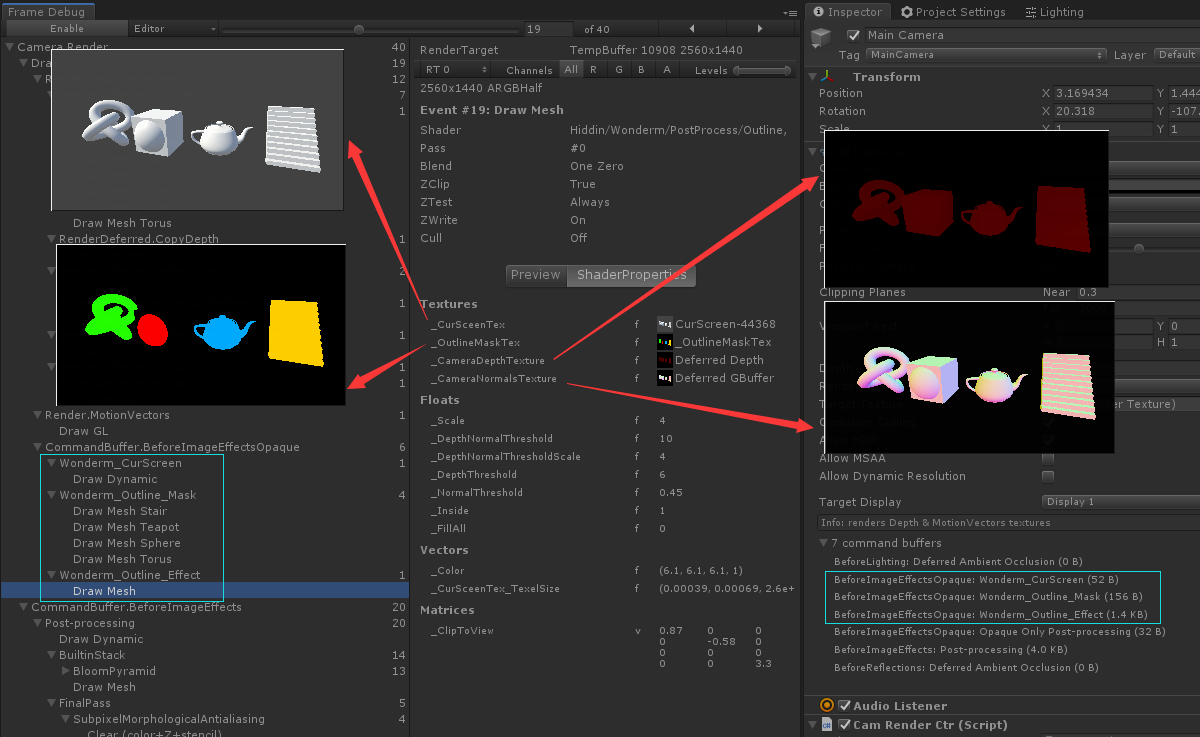 Frame Debug
Enable
Editor
19
of 40
Camera.Render
40
19
12
7
1
Draw Mesh Torus
RenderDeferred.CopyDepth
1
2
1
1
1
1
Render.MotionVectors
1
Draw GL
CommandBuffer.BeforeImageEffectsOpaque
6
Wonderm_CurScreen
1
Draw Dynamic
Wonderm_Outline_Mask
4
Draw Mesh Stair
Draw Mesh Teapot
Draw Mesh Sphere
Draw Mesh Torus
Wonderm_Outline_Effect
1
Draw Mesh
CommandBuffer.BeforeImageEffects
20
Post-processing
20
Draw Dynamic
BuiltinStack
14
BloomPyramid
13
Draw Mesh
FinalPass
5
SubpixelMorphologicalAntialiasing
4
Clear (color+Z+stencil)
RenderTarget
TempBuffer 10908 2560x1440
RT 0
Channels
All
R
G
B
A
Levels
2560x1440 ARGBHalf
Event #19: Draw Mesh
Shader
Hiddin/Wonderm/PostProcess/Outline,
Pass
#0
Blend
One Zero
ZClip
True
ZTest
Always
ZWrite
On
Cull
Off
Preview
ShaderProperties
Textures
_CurSceenTex
f
CurScreen-44368
_OutlineMaskTex
f
_OutlineMaskTex
_CameraDepthTexture
f
Deferred Depth
_CameraNormalsTexture
f
Deferred GBuffer
Floats
_Scale
f
4
_DepthNormalThreshold
f
10
_DepthNormalThresholdScale
f
4
_DepthThreshold
f
6
_NormalThreshold
f
0.45
_Inside
f
1
_FillAll
f
0
Vectors
_Color
f
(6.1, 6.1, 6.1, 1)
_CurSceenTex_TexelSize
f
(0.00039, 0.00069, 2.6e+
Matrices
_ClipToView
v
0.87 0 0
0 -0.58 0
0 0 0
0 0 3.3
Inspector
Project Settings
Lighting
Main Camera
Tag
MainCamera
Layer
Default
Transform
Position
X 3.169434
Y 1.444
Rotation
X 20.318
Y -107.
Scale
X 1
Y 1
Clipping Planes
Near 0.3
Y 0
H 1
er Texture)
Allow MSAA
Allow Dynamic Resolution
Target Display
Display 1
Info: renders Depth & MotionVectors textures
7 command buffers
BeforeLighting: Deferred Ambient Occlusion (0 B)
BeforeImageEffectsOpaque: Wonderm_CurScreen (52 B)
BeforeImageEffectsOpaque: Wonderm_Outline_Mask (156 B)
BeforeImageEffectsOpaque: Wonderm_Outline_Effect (1.4 KB)
BeforeImageEffectsOpaque: Opaque Only Post-processing (32 B)
BeforeImageEffects: Post-processing (4.0 KB)
BeforeReflections: Deferred Ambient Occlusion (0 B)
Audio Listener
Cam Render Ctr (Script)